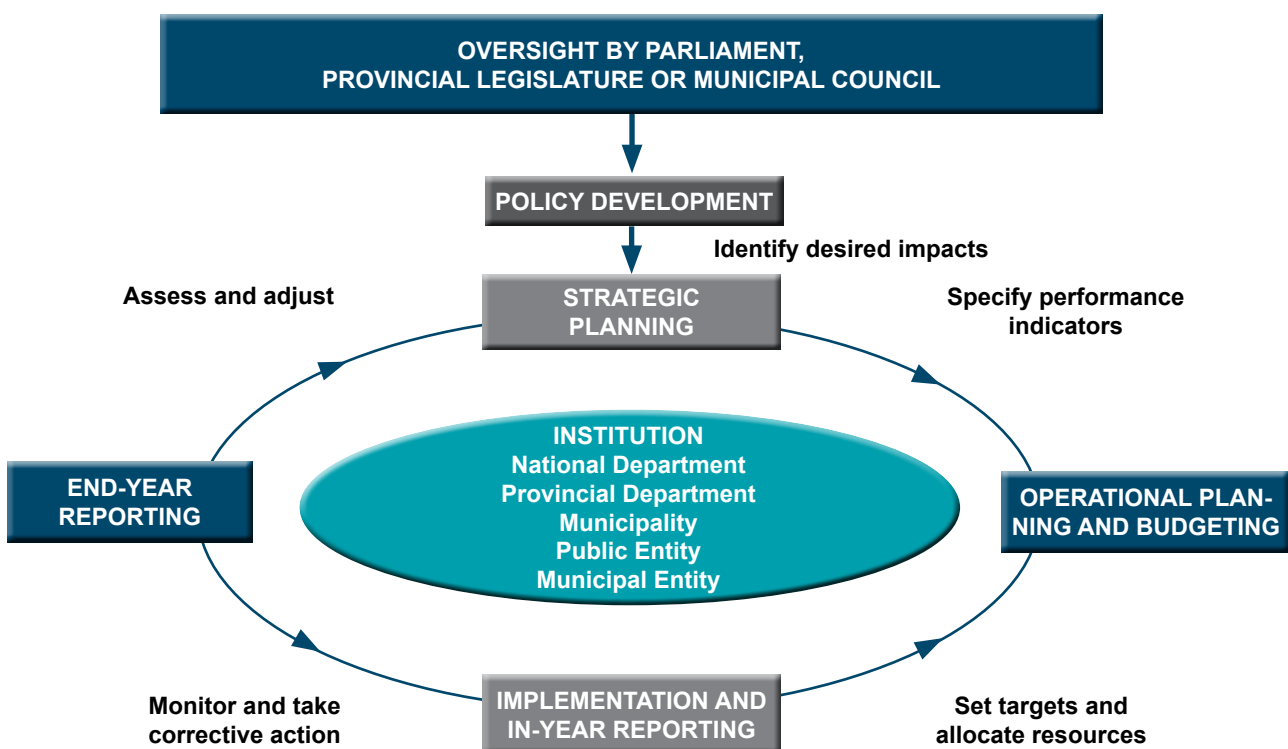 OVERSIGHT BY PARLIAMENT,
PROVINCIAL LEGISLATURE OR MUNICIPAL COUNCIL
POLICY DEVELOPMENT
Identify desired impacts
Assess and adjust
STRATEGIC
PLANNING
Specify performance
indicators
INSTITUTION
National Department
Provincial Department
Municipality
Public Entity
Municipal Entity
END-YEAR
REPORTING
OPERATIONAL PLAN-
NING AND BUDGETING
Monitor and take
corrective action
IMPLEMENTATION AND
IN-YEAR REPORTING
Set targets and
allocate resources